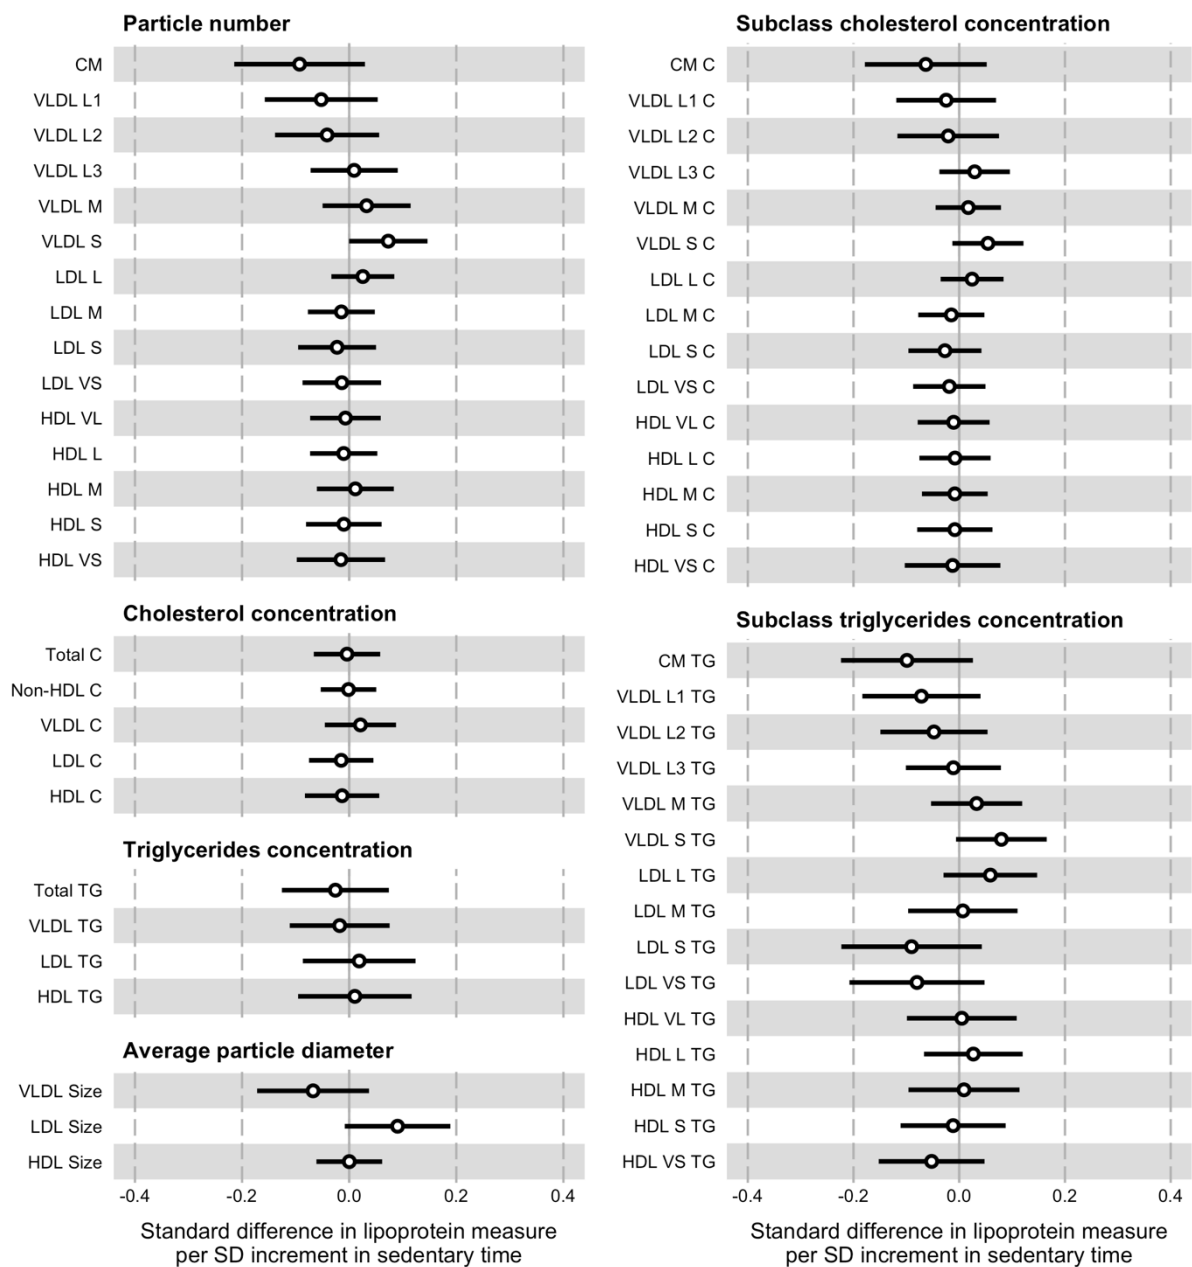 Particle number
CM
VLDL L1
VLDL L2
VLDL L3
VLDL M
VLDL S
LDL L
LDL M
LDL S
LDL VS
HDL VL
HDL L
HDL M
HDL S
HDL VS
Cholesterol concentration
Total C
Non-HDL C
VLDL C
LDL C
HDL C
Triglycerides concentration
Total TG
VLDL TG
LDL TG
HDL TG
Average particle diameter
VLDL Size
LDL Size
HDL Size
-0.4 -0.2 0.0 0.2 0.4
Standard difference in lipoprotein measure
per SD increment in sedentary time
Subclass cholesterol concentration
CM C
VLDL L1 C
VLDL L2 C
VLDL L3 C
VLDL M C
VLDL S C
LDL L C
LDL M C
LDL S C
LDL VS C
HDL VL C
HDL L C
HDL M C
HDL S C
HDL VS C
Subclass triglycerides concentration
CM TG
VLDL L1 TG
VLDL L2 TG
VLDL L3 TG
VLDL M TG
VLDL S TG
LDL L TG
LDL M TG
LDL S TG
LDL VS TG
HDL VL TG
HDL L TG
HDL M TG
HDL S TG
HDL VS TG
-0.4 -0.2 0.0 0.2 0.4
Standard difference in lipoprotein measure
per SD increment in sedentary time